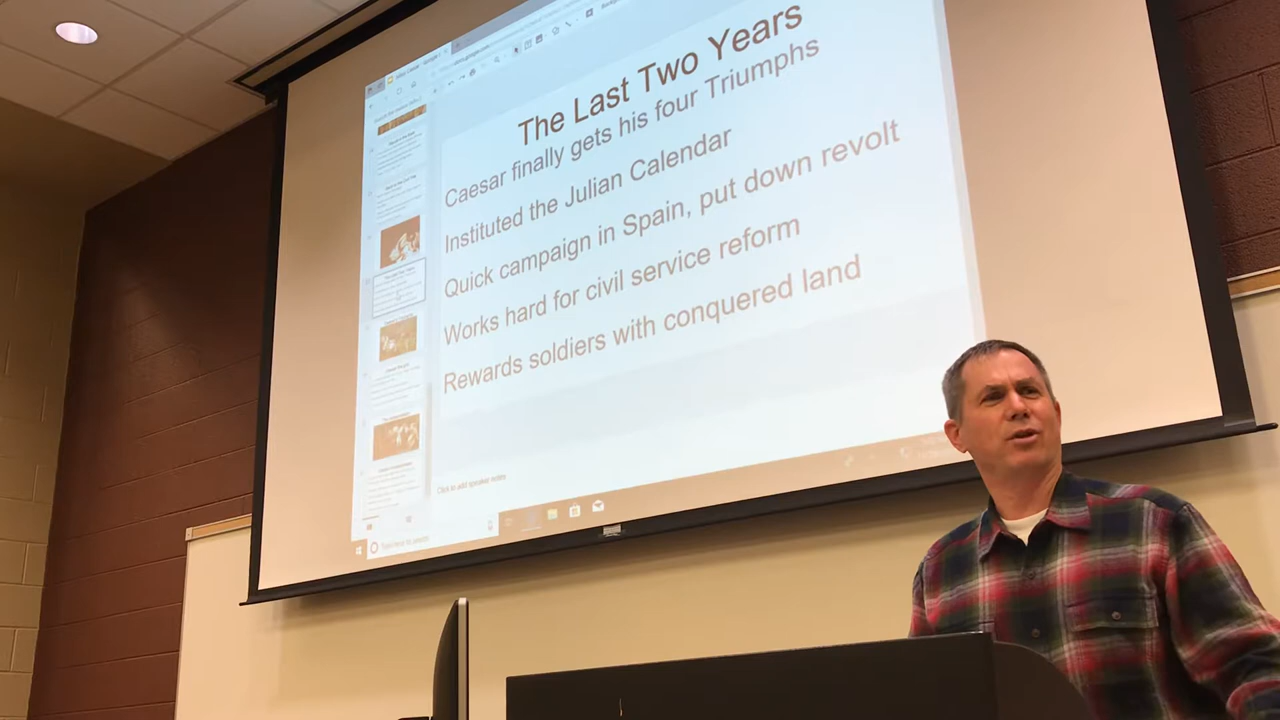 The Last Two Years
Caesar finally gets his four Triumphs
Instituted the Julian Calendar
Quick campaign in Spain, put down revolt
Works hard for civil service reform
Rewards soldiers with conquered land
Click to add speaker notes